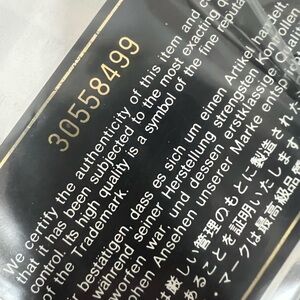 30558499
We certify the authenticity of this item and
that it has been subjected to the most exacting
control. Its high quality is a symbol of the fine
of the Trademark.
bestätigen, dass es sich um einen Artikel handelt,
während seiner Herstellung strengsten
worfen war, und dessen erstklassige
Ansehen unserer Marke
厳しい管理のもとに製造された
あることを証明いたします
マークは最高級品質